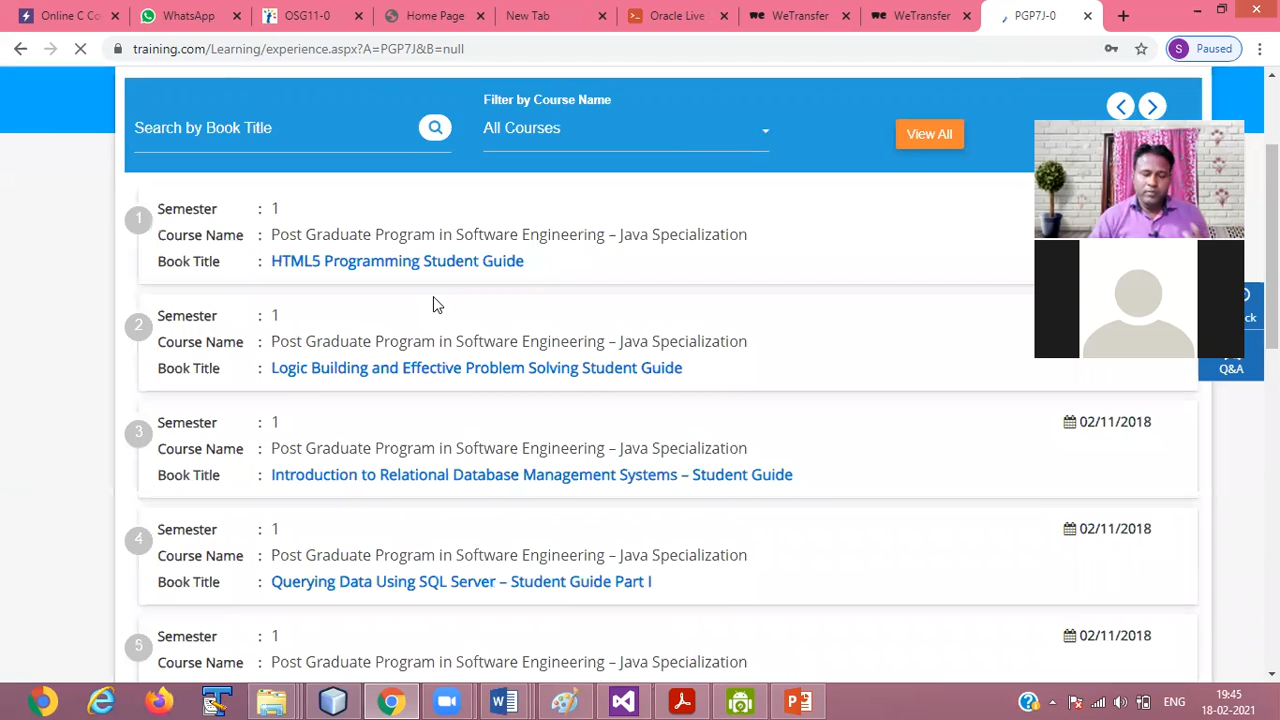 Online C Co
WhatsApp
OSG11-0
Home Page
New Tab
Oracle Live
WeTransfer
WeTransfer
PGP7J-0
training.com/Learning/experience.aspx?A=PGP7J&B=null
S
Paused
Search by Book Title
Filter by Course Name
All Courses
View All
1
Semester : 1
Course Name : Post Graduate Program in Software Engineering – Java Specialization
Book Title : HTML5 Programming Student Guide
2
Semester : 1
Course Name : Post Graduate Program in Software Engineering – Java Specialization
Book Title : Logic Building and Effective Problem Solving Student Guide
ck
Q&A
3
Semester : 1
02/11/2018
Course Name : Post Graduate Program in Software Engineering – Java Specialization
Book Title : Introduction to Relational Database Management Systems – Student Guide
4
Semester : 1
02/11/2018
Course Name : Post Graduate Program in Software Engineering – Java Specialization
Book Title : Querying Data Using SQL Server – Student Guide Part I
5
Semester : 1
02/11/2018
Course Name : Post Graduate Program in Software Engineering – Java Specialization
ENG
19:45
18-02-2021